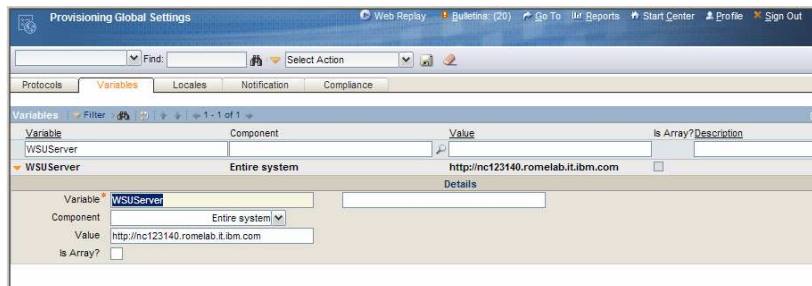 Provisioning Global Settings Web Replay Bulletins: (20) Go To Reports Start Center Profile Sign Out
Find: Select Action
Protocols Variables Locales Notification Compliance
Variables Filter 1 - 1 of 1
Variable Component Value Is Array? Description
WSUServer
WSUServer Entire system http://nc123140.romelab.it.ibm.com
Details
Variable * WSUServer
Component Entire system
Value http://nc123140.romelab.it.ibm.com
Is Array?